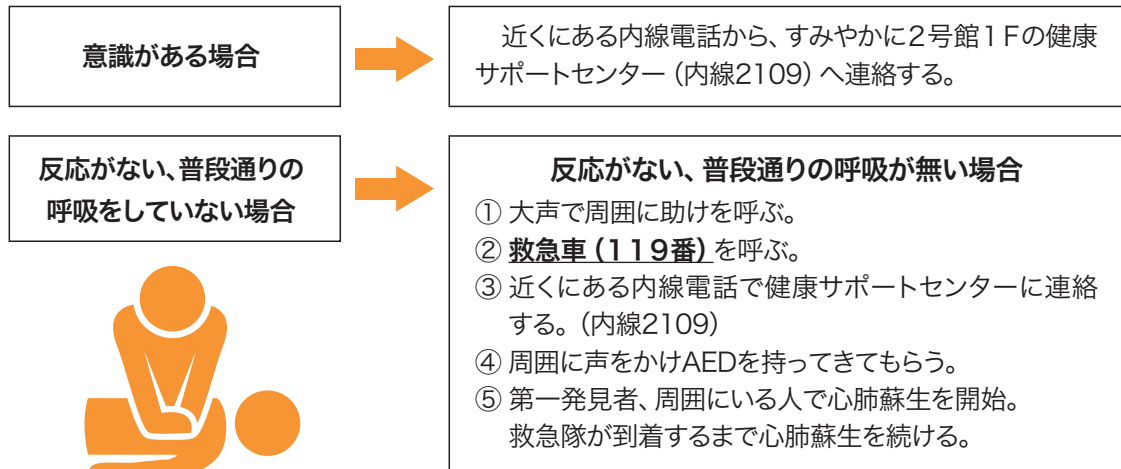 意識がある場合
近くにある内線電話から、すみやかに2号館1Fの健康
サポートセンター(内線2109)へ連絡する。
反応がない、普段通りの
呼吸をしていない場合
反応がない、普段通りの呼吸が無い場合
① 大声で周囲に助けを呼ぶ。
② 救急車(119番)を呼ぶ。
③ 近くにある内線電話で健康サポートセンターに連絡
する。(内線2109)
④ 周囲に声をかけAEDを持ってきてもらう。
⑤ 第一発見者、周囲にいる人で心肺蘇生を開始。
救急隊が到着するまで心肺蘇生を続ける。